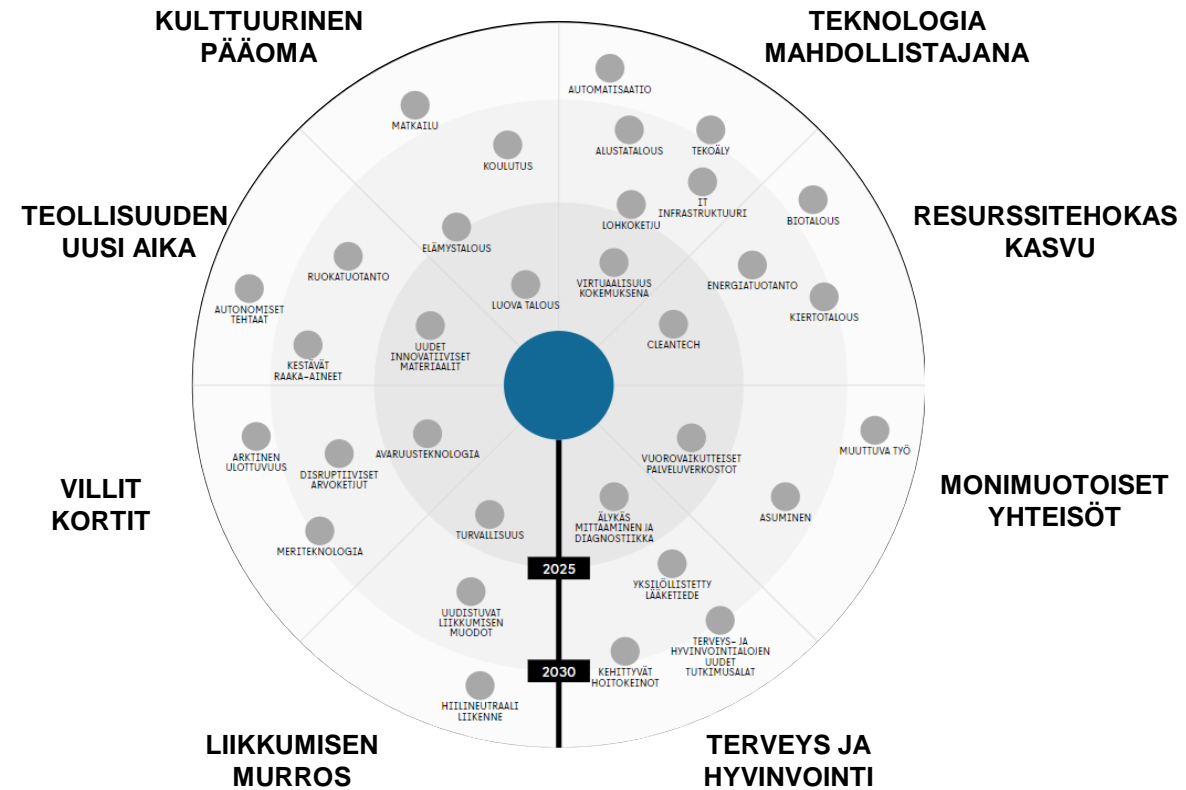 KULTTUURINEN
PÄÄOMA
TEKNOLOGIA
MAHDOLLISTAJANA
AUTOMATISAATIO
MATKAILU
KOULUTUS
ALUSTATALOUS
TEKOÄLY
IT
INFRASTRUKTUURI
LOHKOKETJU
BIOTALOUS
TEOLLISUUDEN
UUSI AIKA
RESURSSITEHOKAS
KASVU
ELÄMYSTALOUS
RUOKATUOTANTO
LUOVA TALOUS
VIRTUAALISUUS
KOKEMUKSENA
ENERGIATUOTANTO
AUTONOMISET
TEHTAAT
KIERTOTALOUS
UUDET
INNOVATIIVISET
MATERIAALIT
CLEANTECH
KESTÄVÄT
RAAKA-AINEET
ARKTINEN
ULOTTUVUUS
DISRUPTIIVISET
ARVOKETJUT
AVARUUSTEKNOLOGIA
VUOROVAIKUTTEISET
PALVELUVERKOSTOT
MUUTTUVA TYÖ
VILLIT
KORTIT
MONIMUOTOISET
YHTEISÖT
MERITEKNOLOGIA
TURVALLISUUS
ÄLYKÄS
MITTAAMINEN JA
DIAGNOSTIIKKA
ASUMINEN
2025
YKSILÖLLISTETTY
LÄÄKETIEDE
UUDISTUVAT
LIIKKUMISEN
MUODOT
TERVEYS- JA
HYVINVOINTIALOJEN
UUDET
TUTKIMUSALAT
2030
KEHITTYVÄT
HOITOKEINOT
HIILINEUTRAALI
LIIKENNE
LIIKKUMISEN
MURROS
TERVEYS JA
HYVINVOINTI